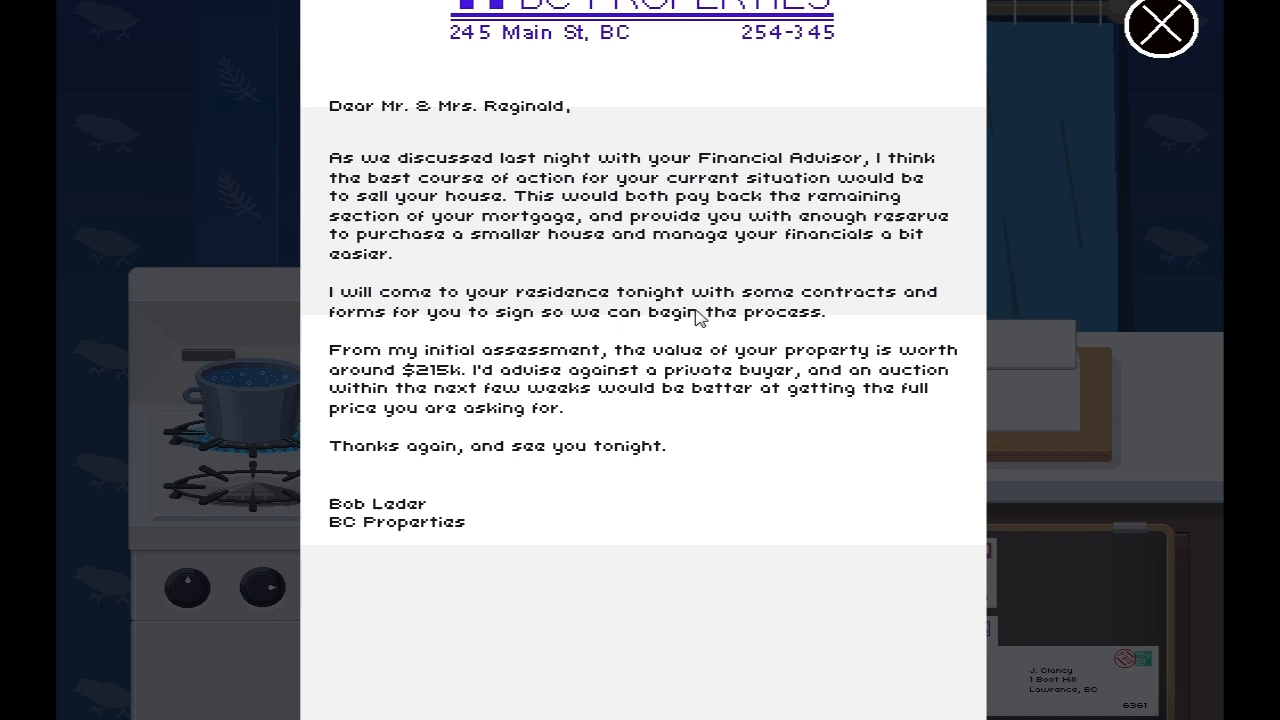 BC PROPERTIES
245 Main St, BC 254-345
Dear Mr. & Mrs. Reginald,
As we discussed last night with your Financial Advisor, I think
the best course of action for your current situation would be
to sell your house. This would both pay back the remaining
section of your mortgage, and provide you with enough reserve
to purchase a smaller house and manage your financials a bit
easier.
I will come to your residence tonight with some contracts and
forms for you to sign so we can begin the process.
From my initial assessment, the value of your property is worth
around $215k. I'd advise against a private buyer, and an auction
within the next few weeks would be better at getting the full
price you are asking for.
Thanks again, and see you tonight.
Bob Leder
BC Properties
J. Clancy
1 Boot Hill
Lawrence, BC
6361